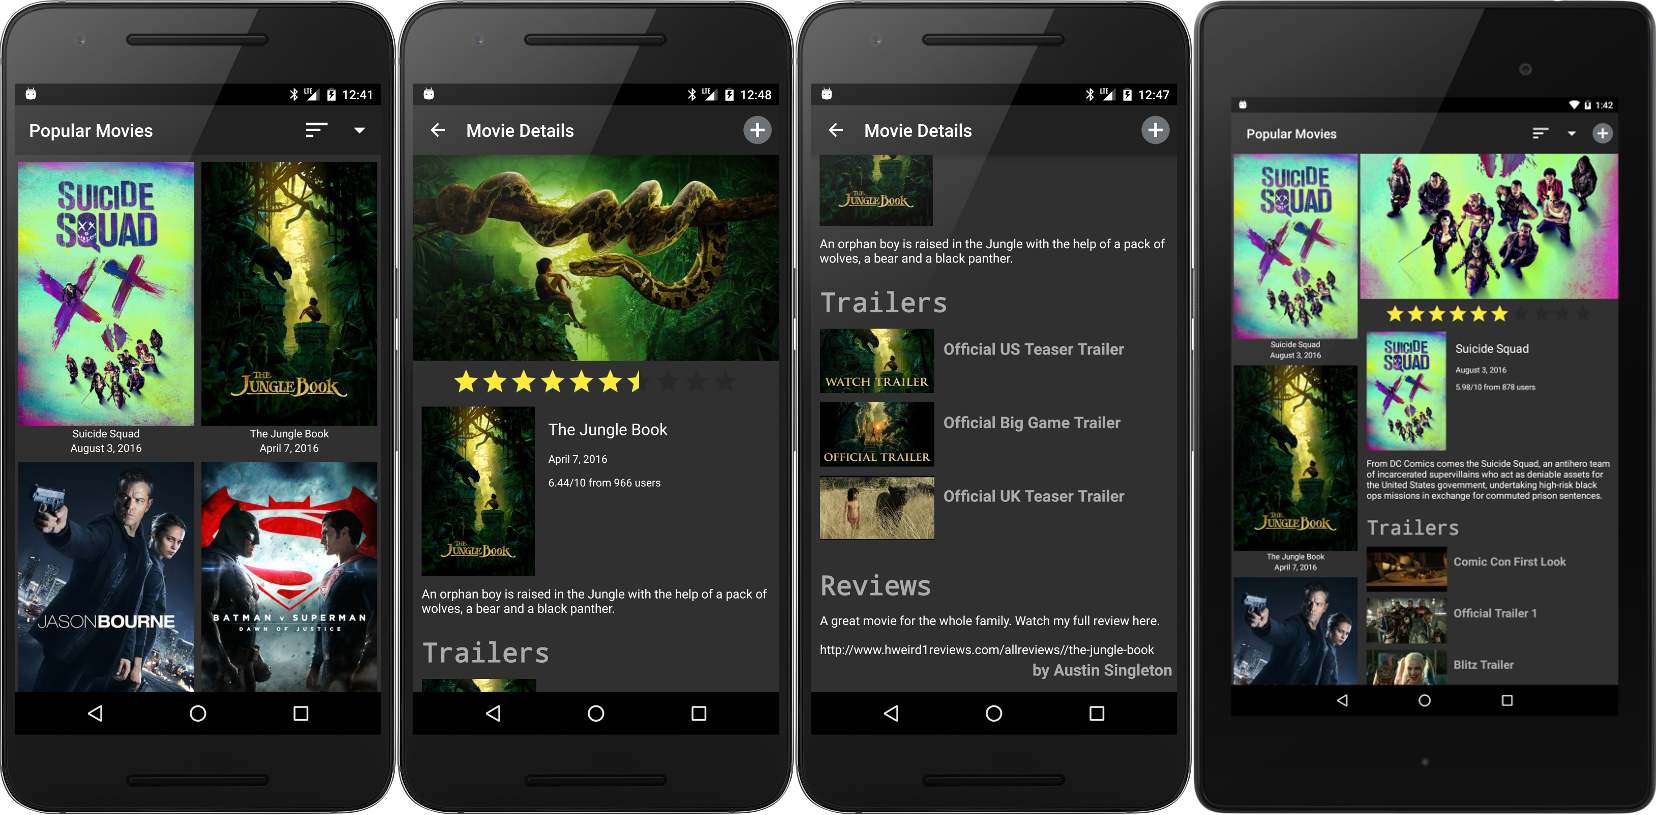 LTE 12:41
Popular Movies
SUICIDE
SQUAD
THE
JUNGLE BOOK
Suicide Squad
August 3, 2016
The Jungle Book
April 7, 2016
JASON BOURNE
BATMAN v SUPERMAN
DAWN OF JUSTICE
LTE 12:48
Movie Details
THE
JUNGLE BOOK
The Jungle Book
April 7, 2016
6.44/10 from 966 users
An orphan boy is raised in the Jungle with the help of a pack of
wolves, a bear and a black panther.
Trailers
LTE 12:47
Movie Details
THE
JUNGLE BOOK
An orphan boy is raised in the Jungle with the help of a pack of
wolves, a bear and a black panther.
Trailers
WATCH TRAILER
Official US Teaser Trailer
OFFICIAL TRAILER
Official Big Game Trailer
Official UK Teaser Trailer
Reviews
A great movie for the whole family. Watch my full review here.
http://www.hweird1reviews.com/allreviews//the-jungle-book
by Austin Singleton
1:42
Popular Movies
SUICIDE
SQUAD
Suicide Squad
August 3, 2016
THE
JUNGLE BOOK
The Jungle Book
April 7, 2016
JASON BOURNE
SUICIDE
SQUAD
Suicide Squad
August 3, 2016
5.98/10 from 878 users
From DC Comics comes the Suicide Squad, an antihero team
of incarcerated supervillains who act as deniable assets for
the United States government, undertaking high-risk black
ops missions in exchange for commuted prison sentences.
Trailers
Comic Con First Look
Official Trailer 1
Blitz Trailer